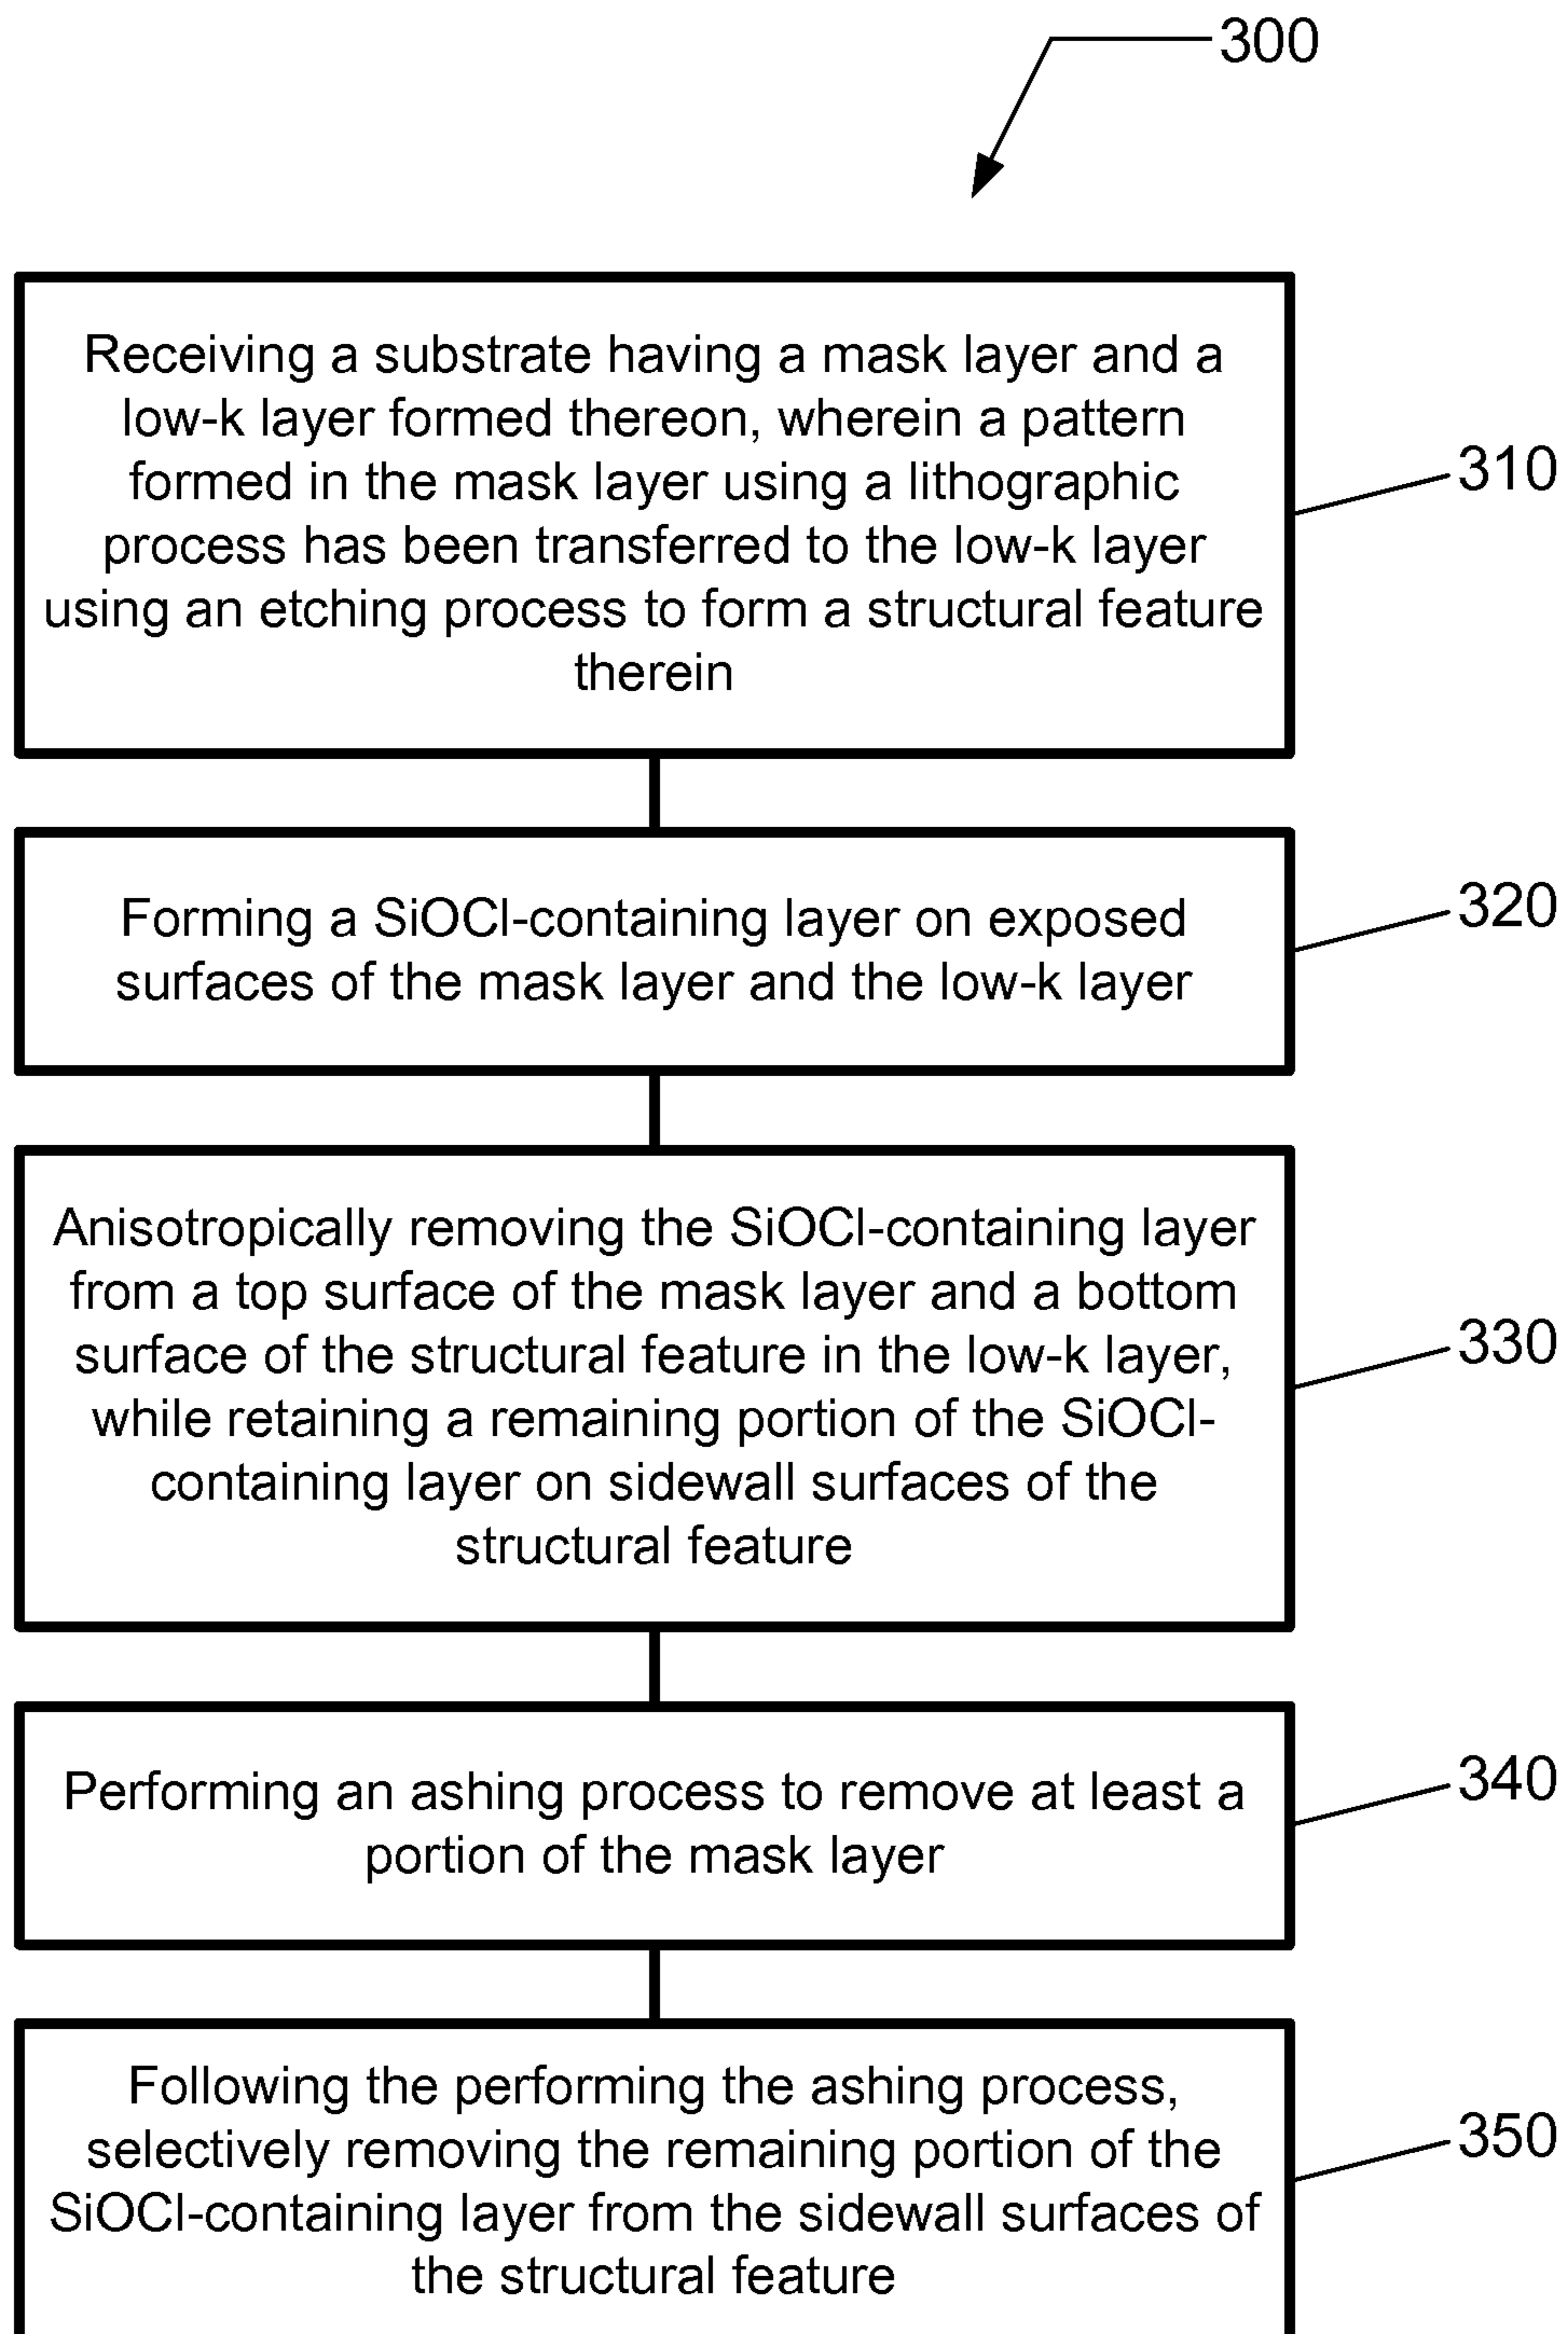 300
Receiving a substrate having a mask layer and a
low-k layer formed thereon, wherein a pattern
formed in the mask layer using a lithographic
process has been transferred to the low-k layer
using an etching process to form a structural feature
therein
310
Forming a SiOCl-containing layer on exposed
surfaces of the mask layer and the low-k layer
320
Anisotropically removing the SiOCl-containing layer
from a top surface of the mask layer and a bottom
surface of the structural feature in the low-k layer,
while retaining a remaining portion of the SiOCl-
containing layer on sidewall surfaces of the
structural feature
330
Performing an ashing process to remove at least a
portion of the mask layer
340
Following the performing the ashing process,
selectively removing the remaining portion of the
SiOCl-containing layer from the sidewall surfaces of
the structural feature
350